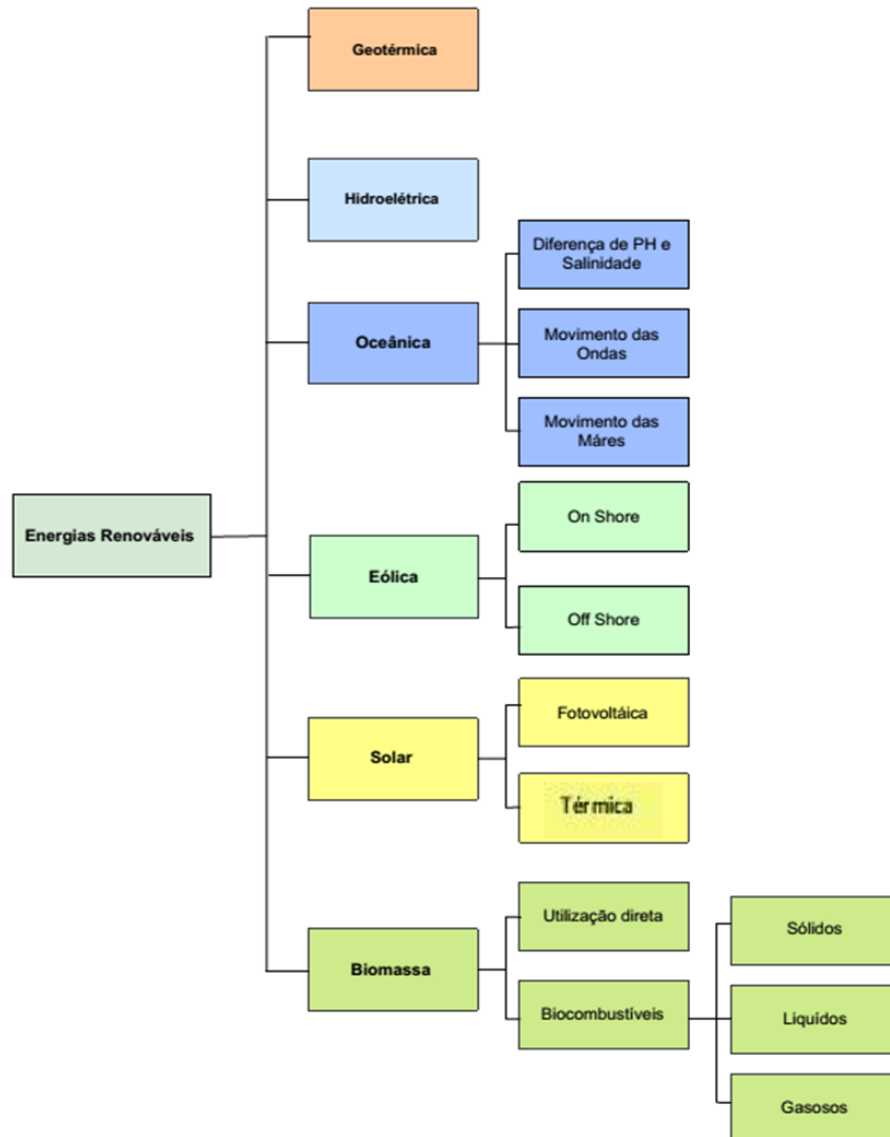 Geotérmica
Hidroelétrica
Diferença de PH e
Salinidade
Oceânica
Movimento das
Ondas
Movimento das
Máres
Energias Renováveis
On Shore
Eólica
Off Shore
Fotovoltáica
Solar
Térmica
Utilização direta
Sólidos
Biomassa
Biocombustíveis
Liquídos
Gasosos